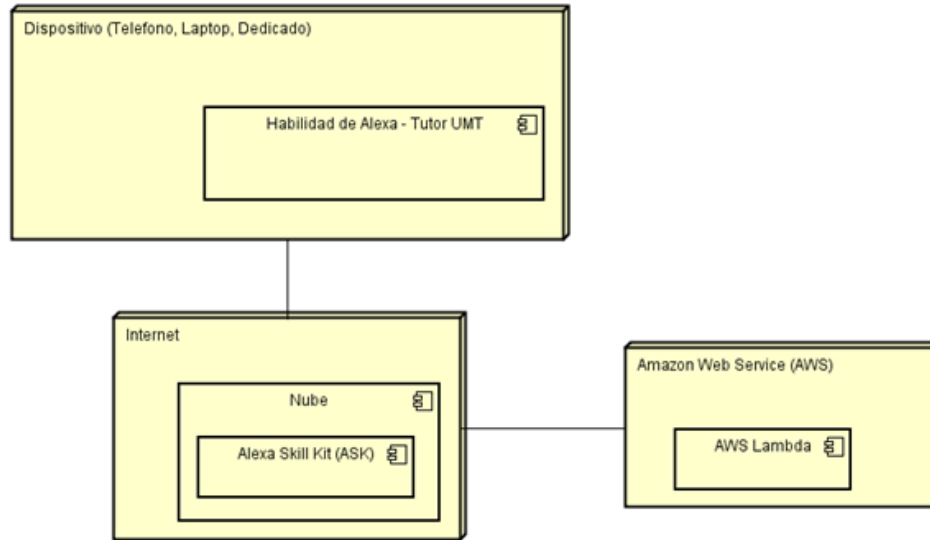 Dispositivo (Telefono, Laptop, Dedicado)
Habilidad de Alexa - Tutor UMT
Internet
Nube
Alexa Skill Kit (ASK)
Amazon Web Service (AWS)
AWS Lambda